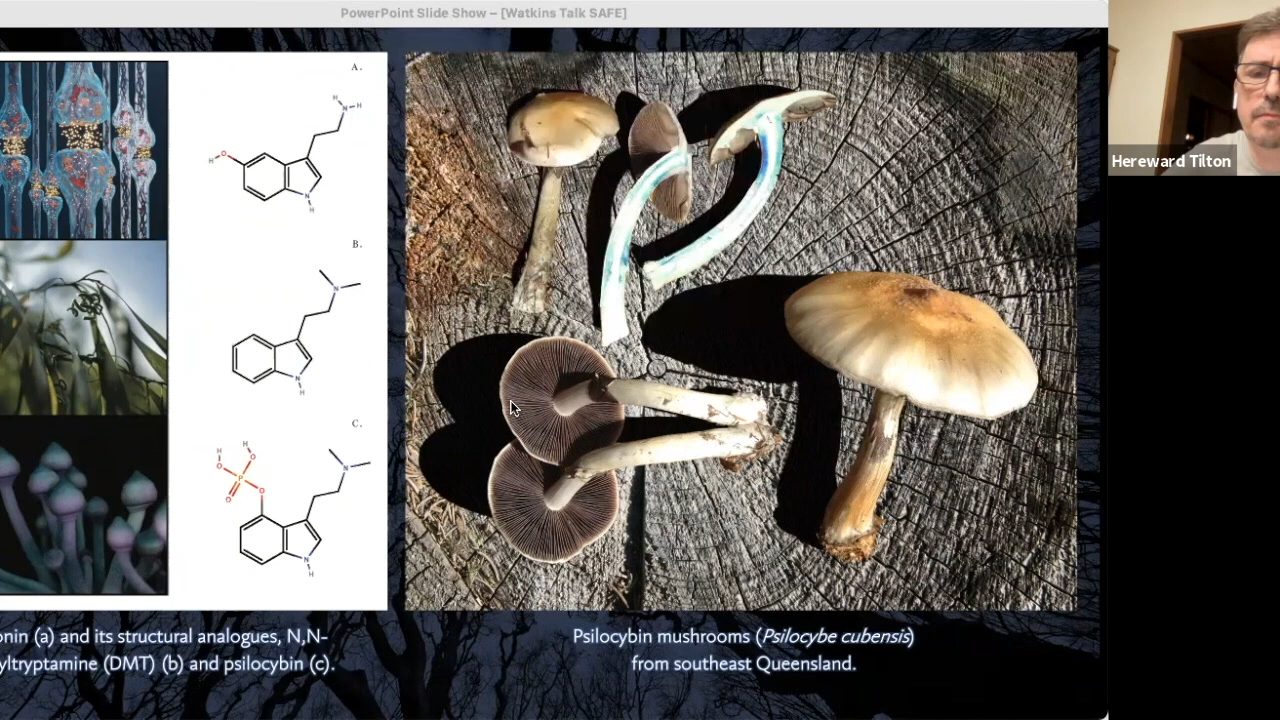 PowerPoint Slide Show – [Watkins Talk SAFE]
Hereward Tilton
A.
H N H
H O
N
H
B.
N
N
H
C.
H
H O O
P
O O
N
N
H
onin (a) and its structural analogues, N,N-
yltryptamine (DMT) (b) and psilocybin (c).
Psilocybin mushrooms (Psilocybe cubensis)
from southeast Queensland.